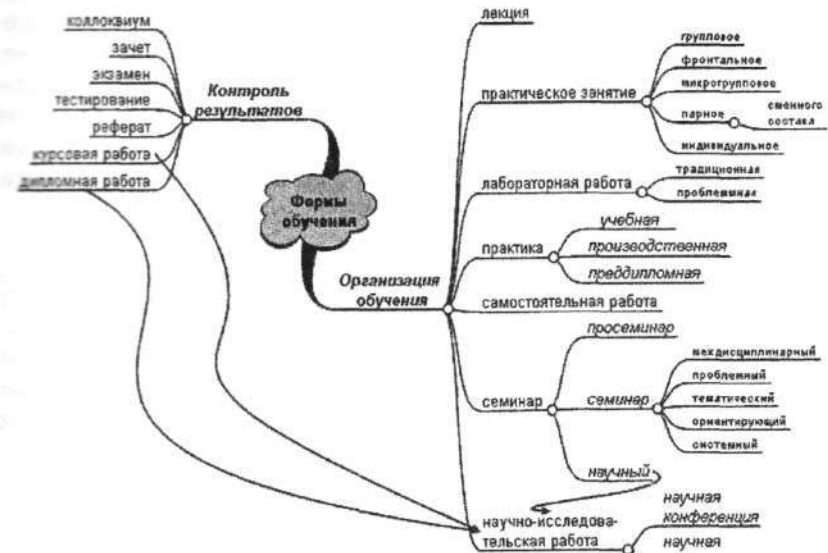 коллоквиум
зачет
экзамен
тестирование
реферат
курсовая работа
дипломная работа
Контроль
результатов
Формы
обучения
Организация
обучения
лекция
практическое занятие
групповое
фронтальное
микрогрупповое
парное
сменного
состава
индивидуальное
лабораторная работа
традиционная
проблемная
практика
учебная
производственная
преддипломная
самостоятельная работа
семинар
просеминар
семинар
междисциплинарный
проблемный
тематический
ориентирующий
системный
научный
научно-исследова-
тельская работа
научная
конференция
научная